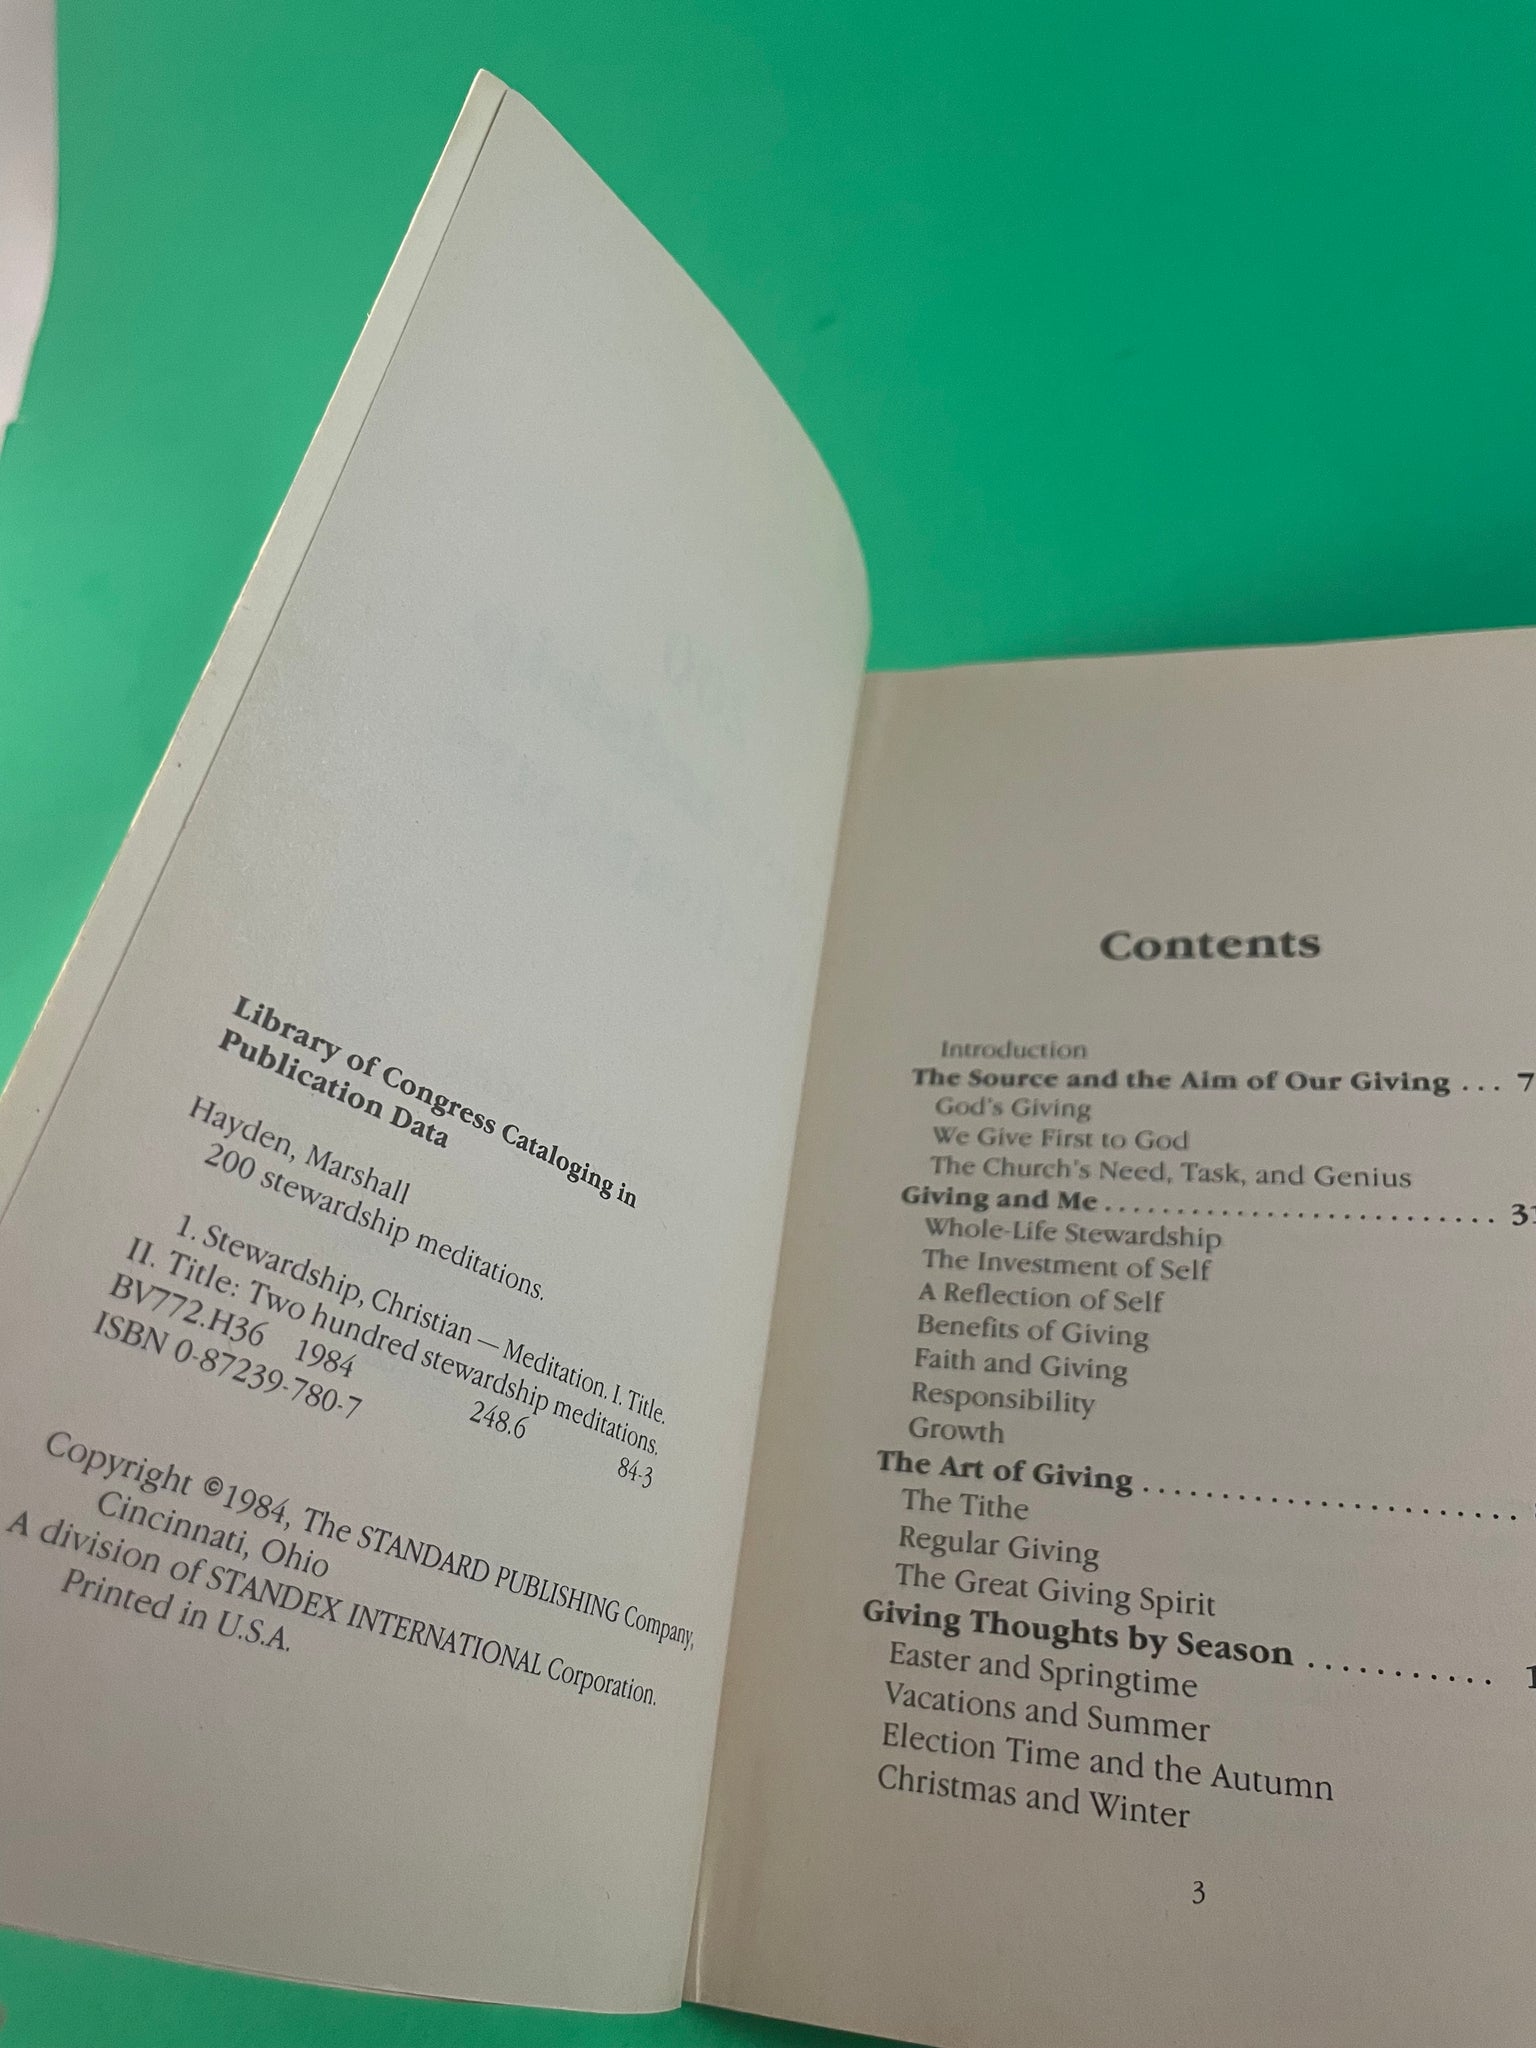 Library of Congress Cataloging in
Publication Data
Hayden, Marshall
200 stewardship meditations.
1. Stewardship, Christian — Meditation. I. Title.
II. Title: Two hundred stewardship meditations.
BV772.H36 1984 248.6 84-3
ISBN 0-87239-780-7
Copyright ©1984, The STANDARD PUBLISHING Company,
Cincinnati, Ohio
A division of STANDEX INTERNATIONAL Corporation.
Printed in U.S.A.
Contents
Introduction
The Source and the Aim of Our Giving ... 7
God's Giving
We Give First to God
The Church's Need, Task, and Genius
Giving and Me ............................ 31
Whole-Life Stewardship
The Investment of Self
A Reflection of Self
Benefits of Giving
Faith and Giving
Responsibility
Growth
The Art of Giving ............................
The Tithe
Regular Giving
The Great Giving Spirit
Giving Thoughts by Season ........... 1
Easter and Springtime
Vacations and Summer
Election Time and the Autumn
Christmas and Winter
3